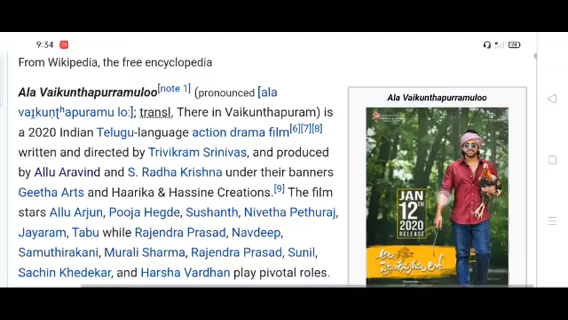 9:34
From Wikipedia, the free encyclopedia
Ala Vaikunthapurramuloo[note 1] (pronounced [ala
vaɪkuɳʈʰapuramu loː]; transl. There in Vaikunthapuram) is
a 2020 Indian Telugu-language action drama film[6][7][8]
written and directed by Trivikram Srinivas, and produced
by Allu Aravind and S. Radha Krishna under their banners
Geetha Arts and Haarika & Hassine Creations.[9] The film
stars Allu Arjun, Pooja Hegde, Sushanth, Nivetha Pethuraj,
Jayaram, Tabu while Rajendra Prasad, Navdeep,
Samuthirakani, Murali Sharma, Rajendra Prasad, Sunil,
Sachin Khedekar, and Harsha Vardhan play pivotal roles.
Ala Vaikunthapurramuloo
JAN
12TH
2020
RELEASE
అల
వైకుంఠపురములో